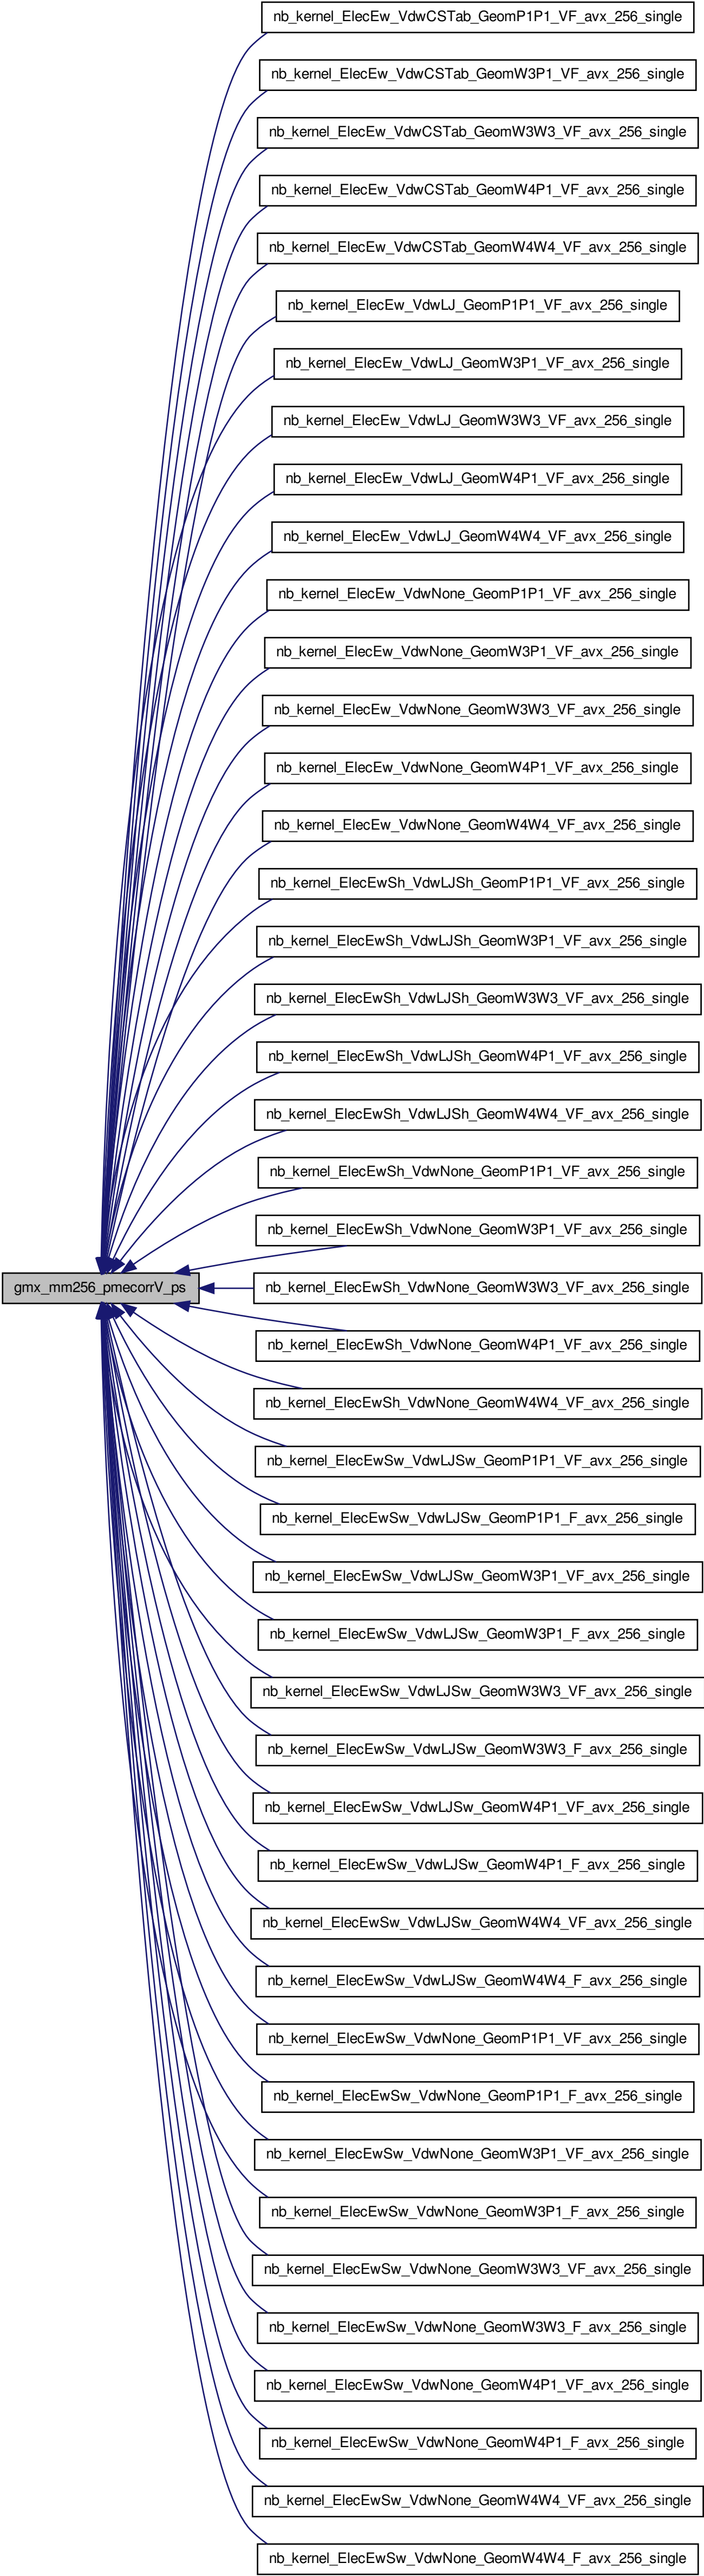 nb_kernel_ElecEw_VdwCSTab_GeomP1P1_VF_avx_256_single
nb_kernel_ElecEw_VdwCSTab_GeomW3P1_VF_avx_256_single
nb_kernel_ElecEw_VdwCSTab_GeomW3W3_VF_avx_256_single
nb_kernel_ElecEw_VdwCSTab_GeomW4P1_VF_avx_256_single
nb_kernel_ElecEw_VdwCSTab_GeomW4W4_VF_avx_256_single
nb_kernel_ElecEw_VdwLJ_GeomP1P1_VF_avx_256_single
nb_kernel_ElecEw_VdwLJ_GeomW3P1_VF_avx_256_single
nb_kernel_ElecEw_VdwLJ_GeomW3W3_VF_avx_256_single
nb_kernel_ElecEw_VdwLJ_GeomW4P1_VF_avx_256_single
nb_kernel_ElecEw_VdwLJ_GeomW4W4_VF_avx_256_single
nb_kernel_ElecEw_VdwNone_GeomP1P1_VF_avx_256_single
nb_kernel_ElecEw_VdwNone_GeomW3P1_VF_avx_256_single
nb_kernel_ElecEw_VdwNone_GeomW3W3_VF_avx_256_single
nb_kernel_ElecEw_VdwNone_GeomW4P1_VF_avx_256_single
nb_kernel_ElecEw_VdwNone_GeomW4W4_VF_avx_256_single
nb_kernel_ElecEwSh_VdwLJSh_GeomP1P1_VF_avx_256_single
nb_kernel_ElecEwSh_VdwLJSh_GeomW3P1_VF_avx_256_single
nb_kernel_ElecEwSh_VdwLJSh_GeomW3W3_VF_avx_256_single
nb_kernel_ElecEwSh_VdwLJSh_GeomW4P1_VF_avx_256_single
nb_kernel_ElecEwSh_VdwLJSh_GeomW4W4_VF_avx_256_single
nb_kernel_ElecEwSh_VdwNone_GeomP1P1_VF_avx_256_single
nb_kernel_ElecEwSh_VdwNone_GeomW3P1_VF_avx_256_single
gmx_mm256_pmecorrV_ps
nb_kernel_ElecEwSh_VdwNone_GeomW3W3_VF_avx_256_single
nb_kernel_ElecEwSh_VdwNone_GeomW4P1_VF_avx_256_single
nb_kernel_ElecEwSh_VdwNone_GeomW4W4_VF_avx_256_single
nb_kernel_ElecEwSw_VdwLJSw_GeomP1P1_VF_avx_256_single
nb_kernel_ElecEwSw_VdwLJSw_GeomP1P1_F_avx_256_single
nb_kernel_ElecEwSw_VdwLJSw_GeomW3P1_VF_avx_256_single
nb_kernel_ElecEwSw_VdwLJSw_GeomW3P1_F_avx_256_single
nb_kernel_ElecEwSw_VdwLJSw_GeomW3W3_VF_avx_256_single
nb_kernel_ElecEwSw_VdwLJSw_GeomW3W3_F_avx_256_single
nb_kernel_ElecEwSw_VdwLJSw_GeomW4P1_VF_avx_256_single
nb_kernel_ElecEwSw_VdwLJSw_GeomW4P1_F_avx_256_single
nb_kernel_ElecEwSw_VdwLJSw_GeomW4W4_VF_avx_256_single
nb_kernel_ElecEwSw_VdwLJSw_GeomW4W4_F_avx_256_single
nb_kernel_ElecEwSw_VdwNone_GeomP1P1_VF_avx_256_single
nb_kernel_ElecEwSw_VdwNone_GeomP1P1_F_avx_256_single
nb_kernel_ElecEwSw_VdwNone_GeomW3P1_VF_avx_256_single
nb_kernel_ElecEwSw_VdwNone_GeomW3P1_F_avx_256_single
nb_kernel_ElecEwSw_VdwNone_GeomW3W3_VF_avx_256_single
nb_kernel_ElecEwSw_VdwNone_GeomW3W3_F_avx_256_single
nb_kernel_ElecEwSw_VdwNone_GeomW4P1_VF_avx_256_single
nb_kernel_ElecEwSw_VdwNone_GeomW4P1_F_avx_256_single
nb_kernel_ElecEwSw_VdwNone_GeomW4W4_VF_avx_256_single
nb_kernel_ElecEwSw_VdwNone_GeomW4W4_F_avx_256_single